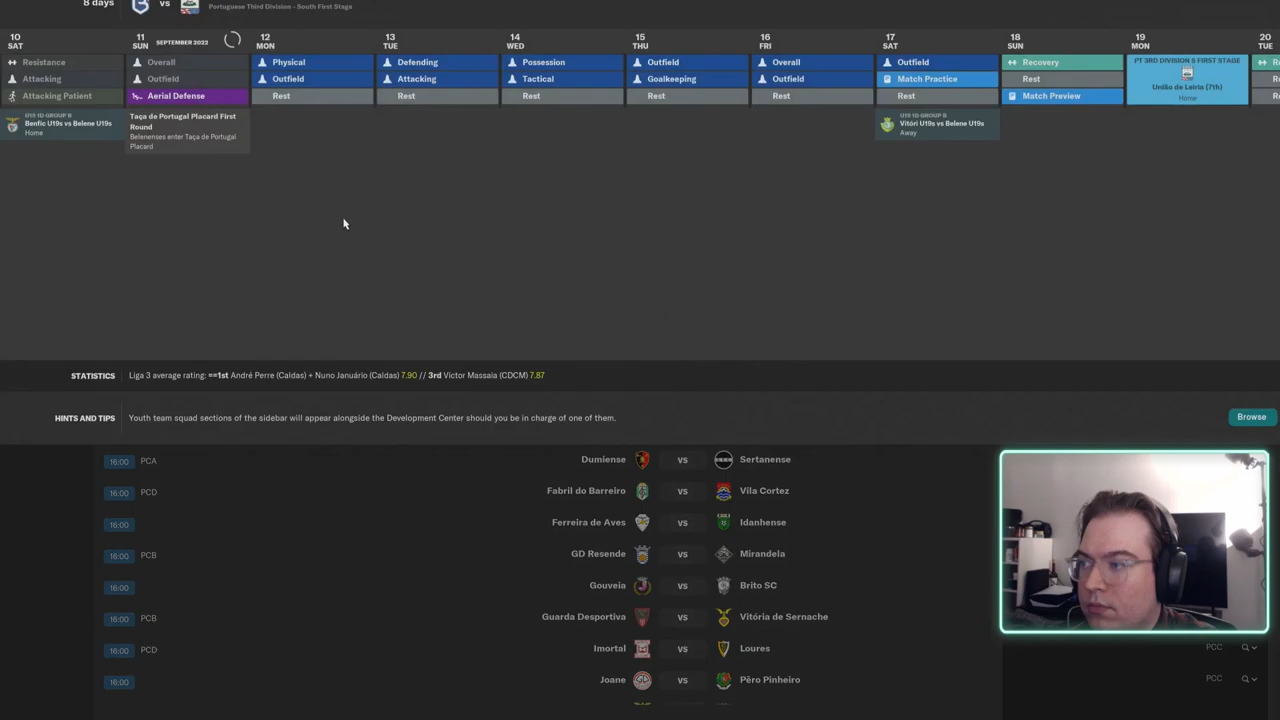 8 days
vs
Portuguese Third Division - South First Stage
10
SAT
11
SUN
SEPTEMBER 2022
12
MON
13
TUE
14
WED
15
THU
16
FRI
17
SAT
18
SUN
19
MON
20
TUE
Resistance
Overall
Physical
Defending
Possession
Outfield
Overall
Outfield
Recovery
PT 3RD DIVISION S FIRST STAGE
Attacking
Outfield
Outfield
Attacking
Tactical
Goalkeeping
Outfield
Match Practice
Rest
União de Leiria (7th)
Attacking Patient
Aerial Defense
Rest
Rest
Rest
Rest
Rest
Rest
Match Preview
Home
U19 1D-GROUP B
Benfic U19s vs Belene U19s
Home
Taça de Portugal Placard First
Round
Belenenses enter Taça de Portugal
Placard
U19 1D-GROUP B
Vitóri U19s vs Belene U19s
Away
STATISTICS
Liga 3 average rating: ==1st André Perre (Caldas) + Nuno Januário (Caldas) 7.90 // 3rd Victor Massaia (CDCM) 7.87
HINTS AND TIPS
Youth team squad sections of the sidebar will appear alongside the Development Center should you be in charge of one of them.
Browse
16:00 PCA Dumiense vs Sertanense
16:00 PCD Fabril do Barreiro vs Vila Cortez
16:00 Ferreira de Aves vs Idanhense
16:00 PCB GD Resende vs Mirandela
16:00 Gouveia vs Brito SC
16:00 PCB Guarda Desportiva vs Vitória de Sernache
16:00 PCD Imortal vs Loures PCC
16:00 Joane vs Pêro Pinheiro PCC